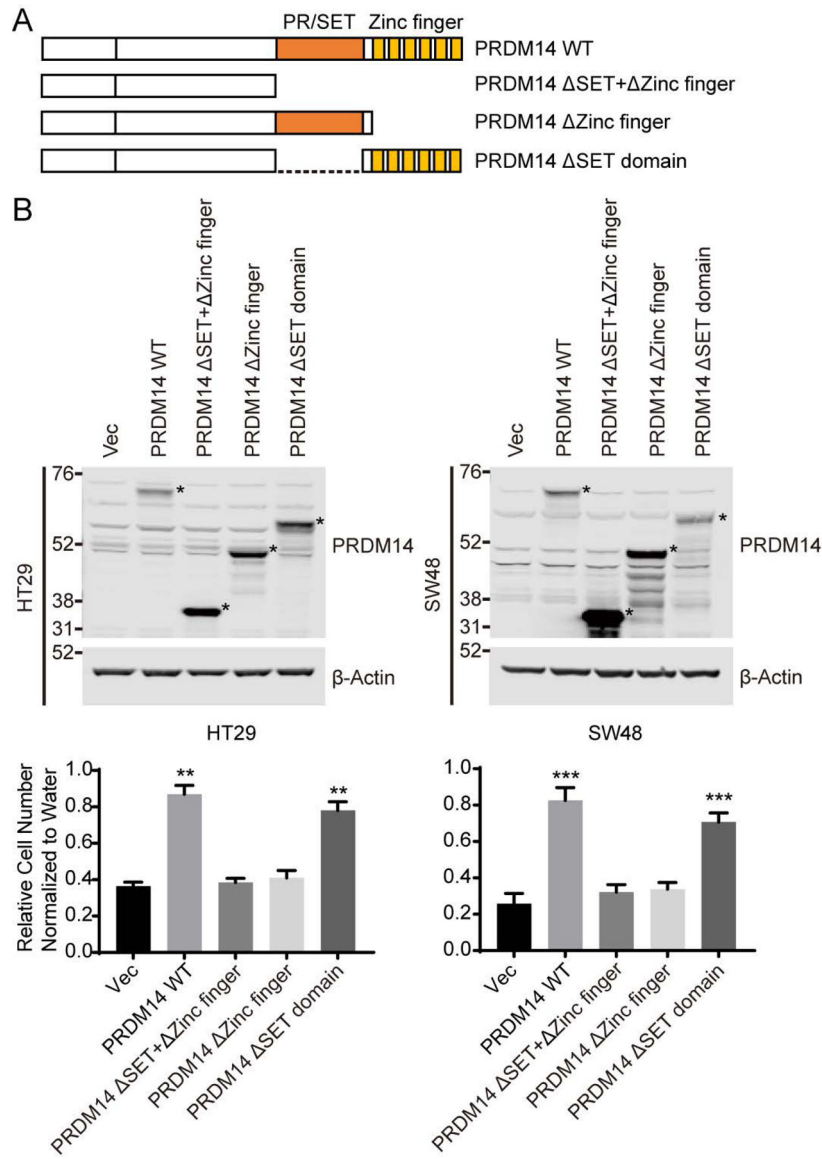 A
PR/SET Zinc finger
PRDM14 WT
PRDM14 ΔSET+ΔZinc finger
PRDM14 ΔZinc finger
PRDM14 ΔSET domain
B
Vec
PRDM14 WT
PRDM14 ΔSET+ΔZinc finger
PRDM14 ΔZinc finger
PRDM14 ΔSET domain
HT29
76
52
38
31
52
*
*
*
*
PRDM14
β-Actin
Vec
PRDM14 WT
PRDM14 ΔSET+ΔZinc finger
PRDM14 ΔZinc finger
PRDM14 ΔSET domain
SW48
76
52
38
31
52
*
*
*
*
PRDM14
β-Actin
HT29
Relative Cell Number
Normalized to Water
1.0
0.8
0.4
0.2
0.0
**
**
Vec
PRDM14 WT
PRDM14 ΔSET+ΔZinc finger
PRDM14 ΔZinc finger
PRDM14 ΔSET domain
SW48
1.0
0.8
0.4
0.2
0.0
***
***
Vec
PRDM14 WT
PRDM14 ΔSET+ΔZinc finger
PRDM14 ΔZinc finger
PRDM14 ΔSET domain